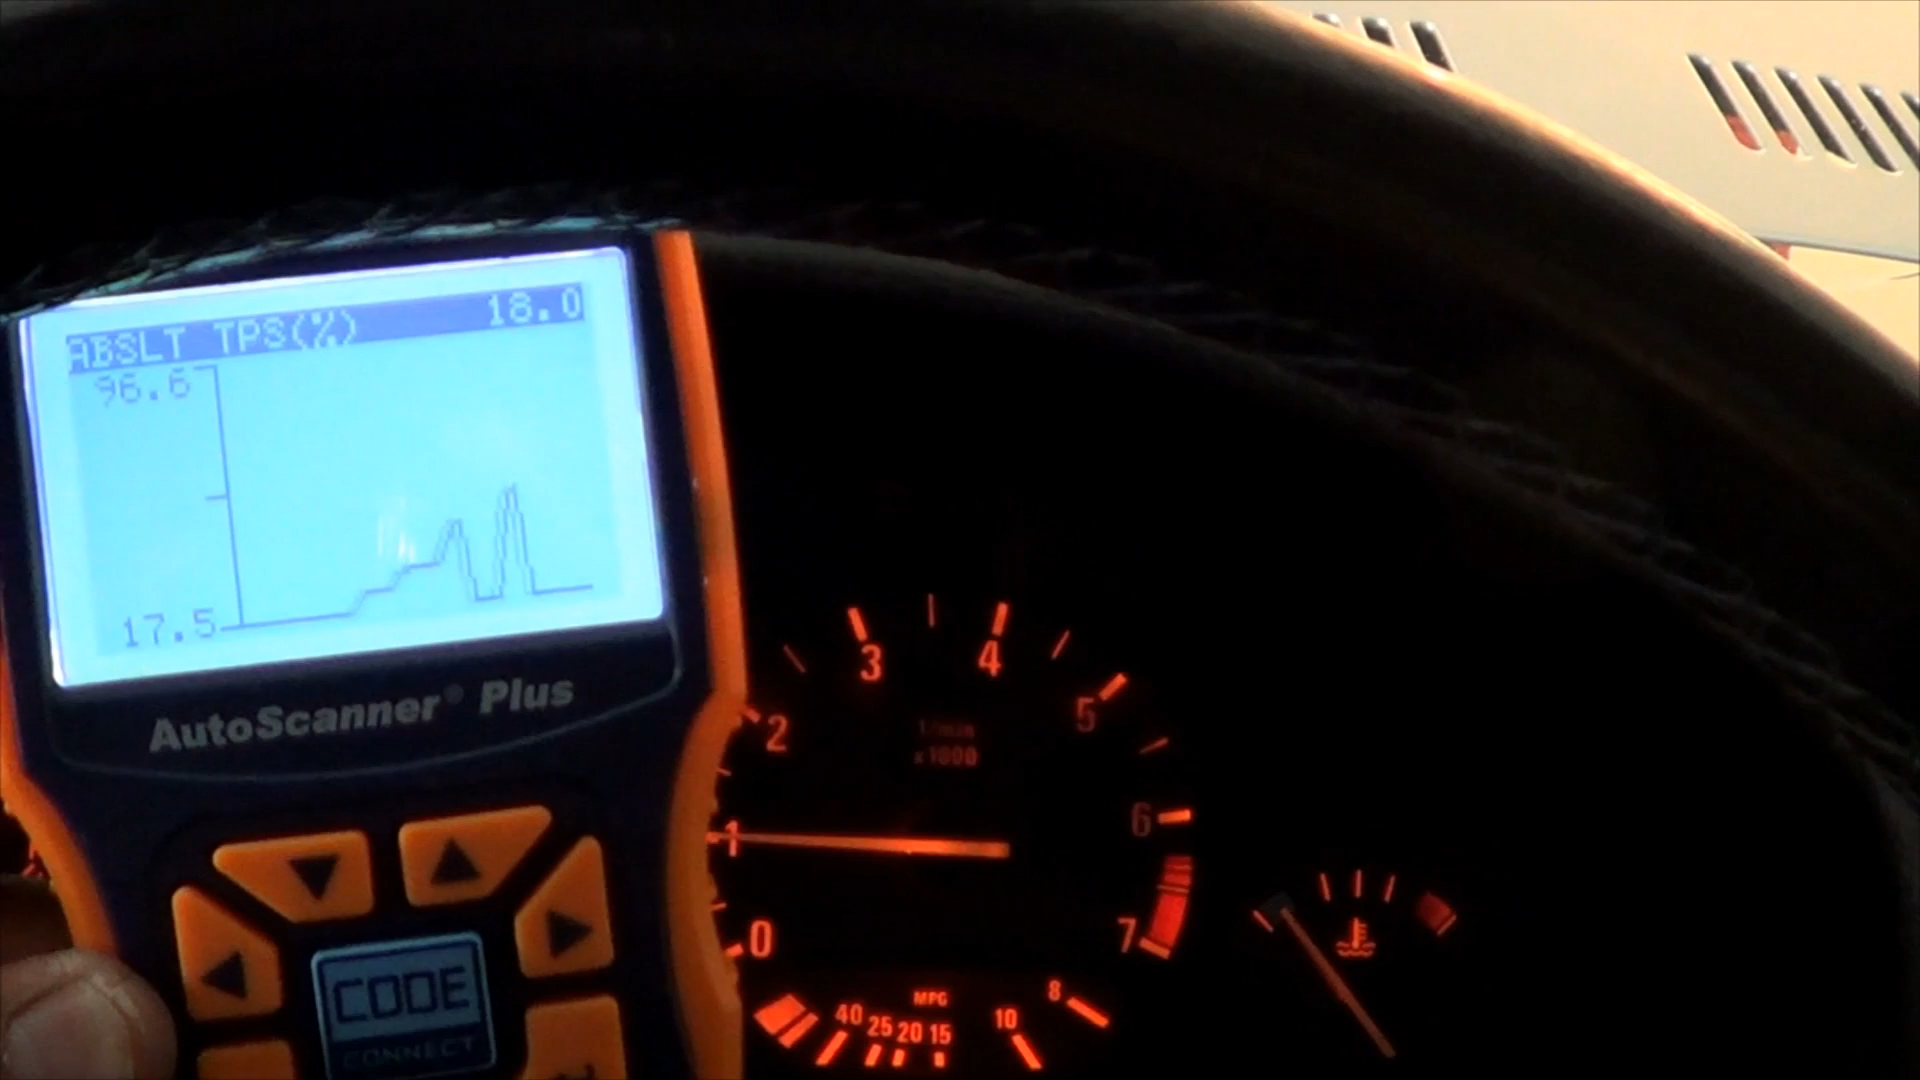 ABSLT TPS(%) 18.0
96.6
17.5
AutoScanner® Plus
CODE
CONNECT
0
1
2
3
4
5
6
7
1/min
x1000
MPG
40 25 20 15 10 8